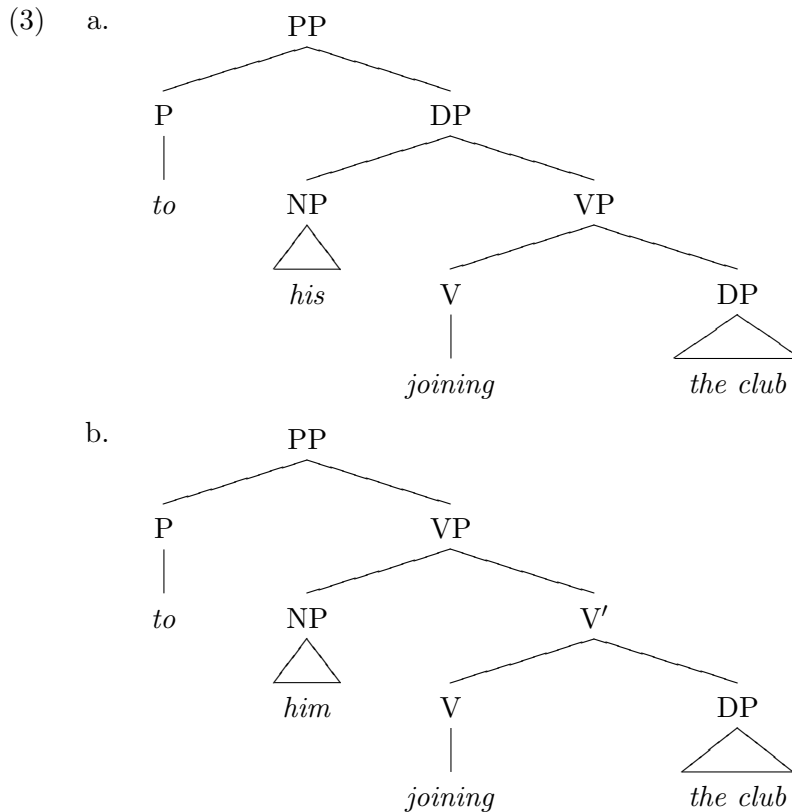 (3) a. PP
P DP
to NP VP
his V DP
joining the club
b. PP
P VP
to NP V′
him V DP
joining the club